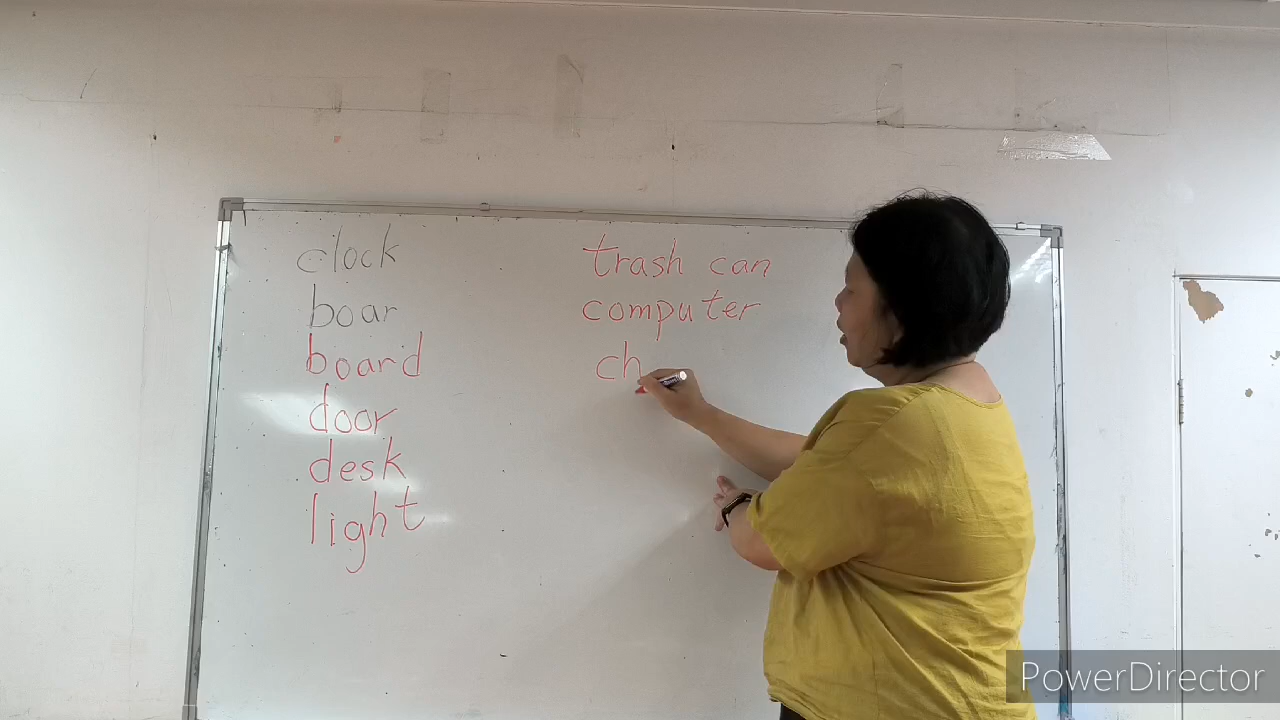 clock
boar
board
door
desk
light
trash can
computer
ch
PowerDirector